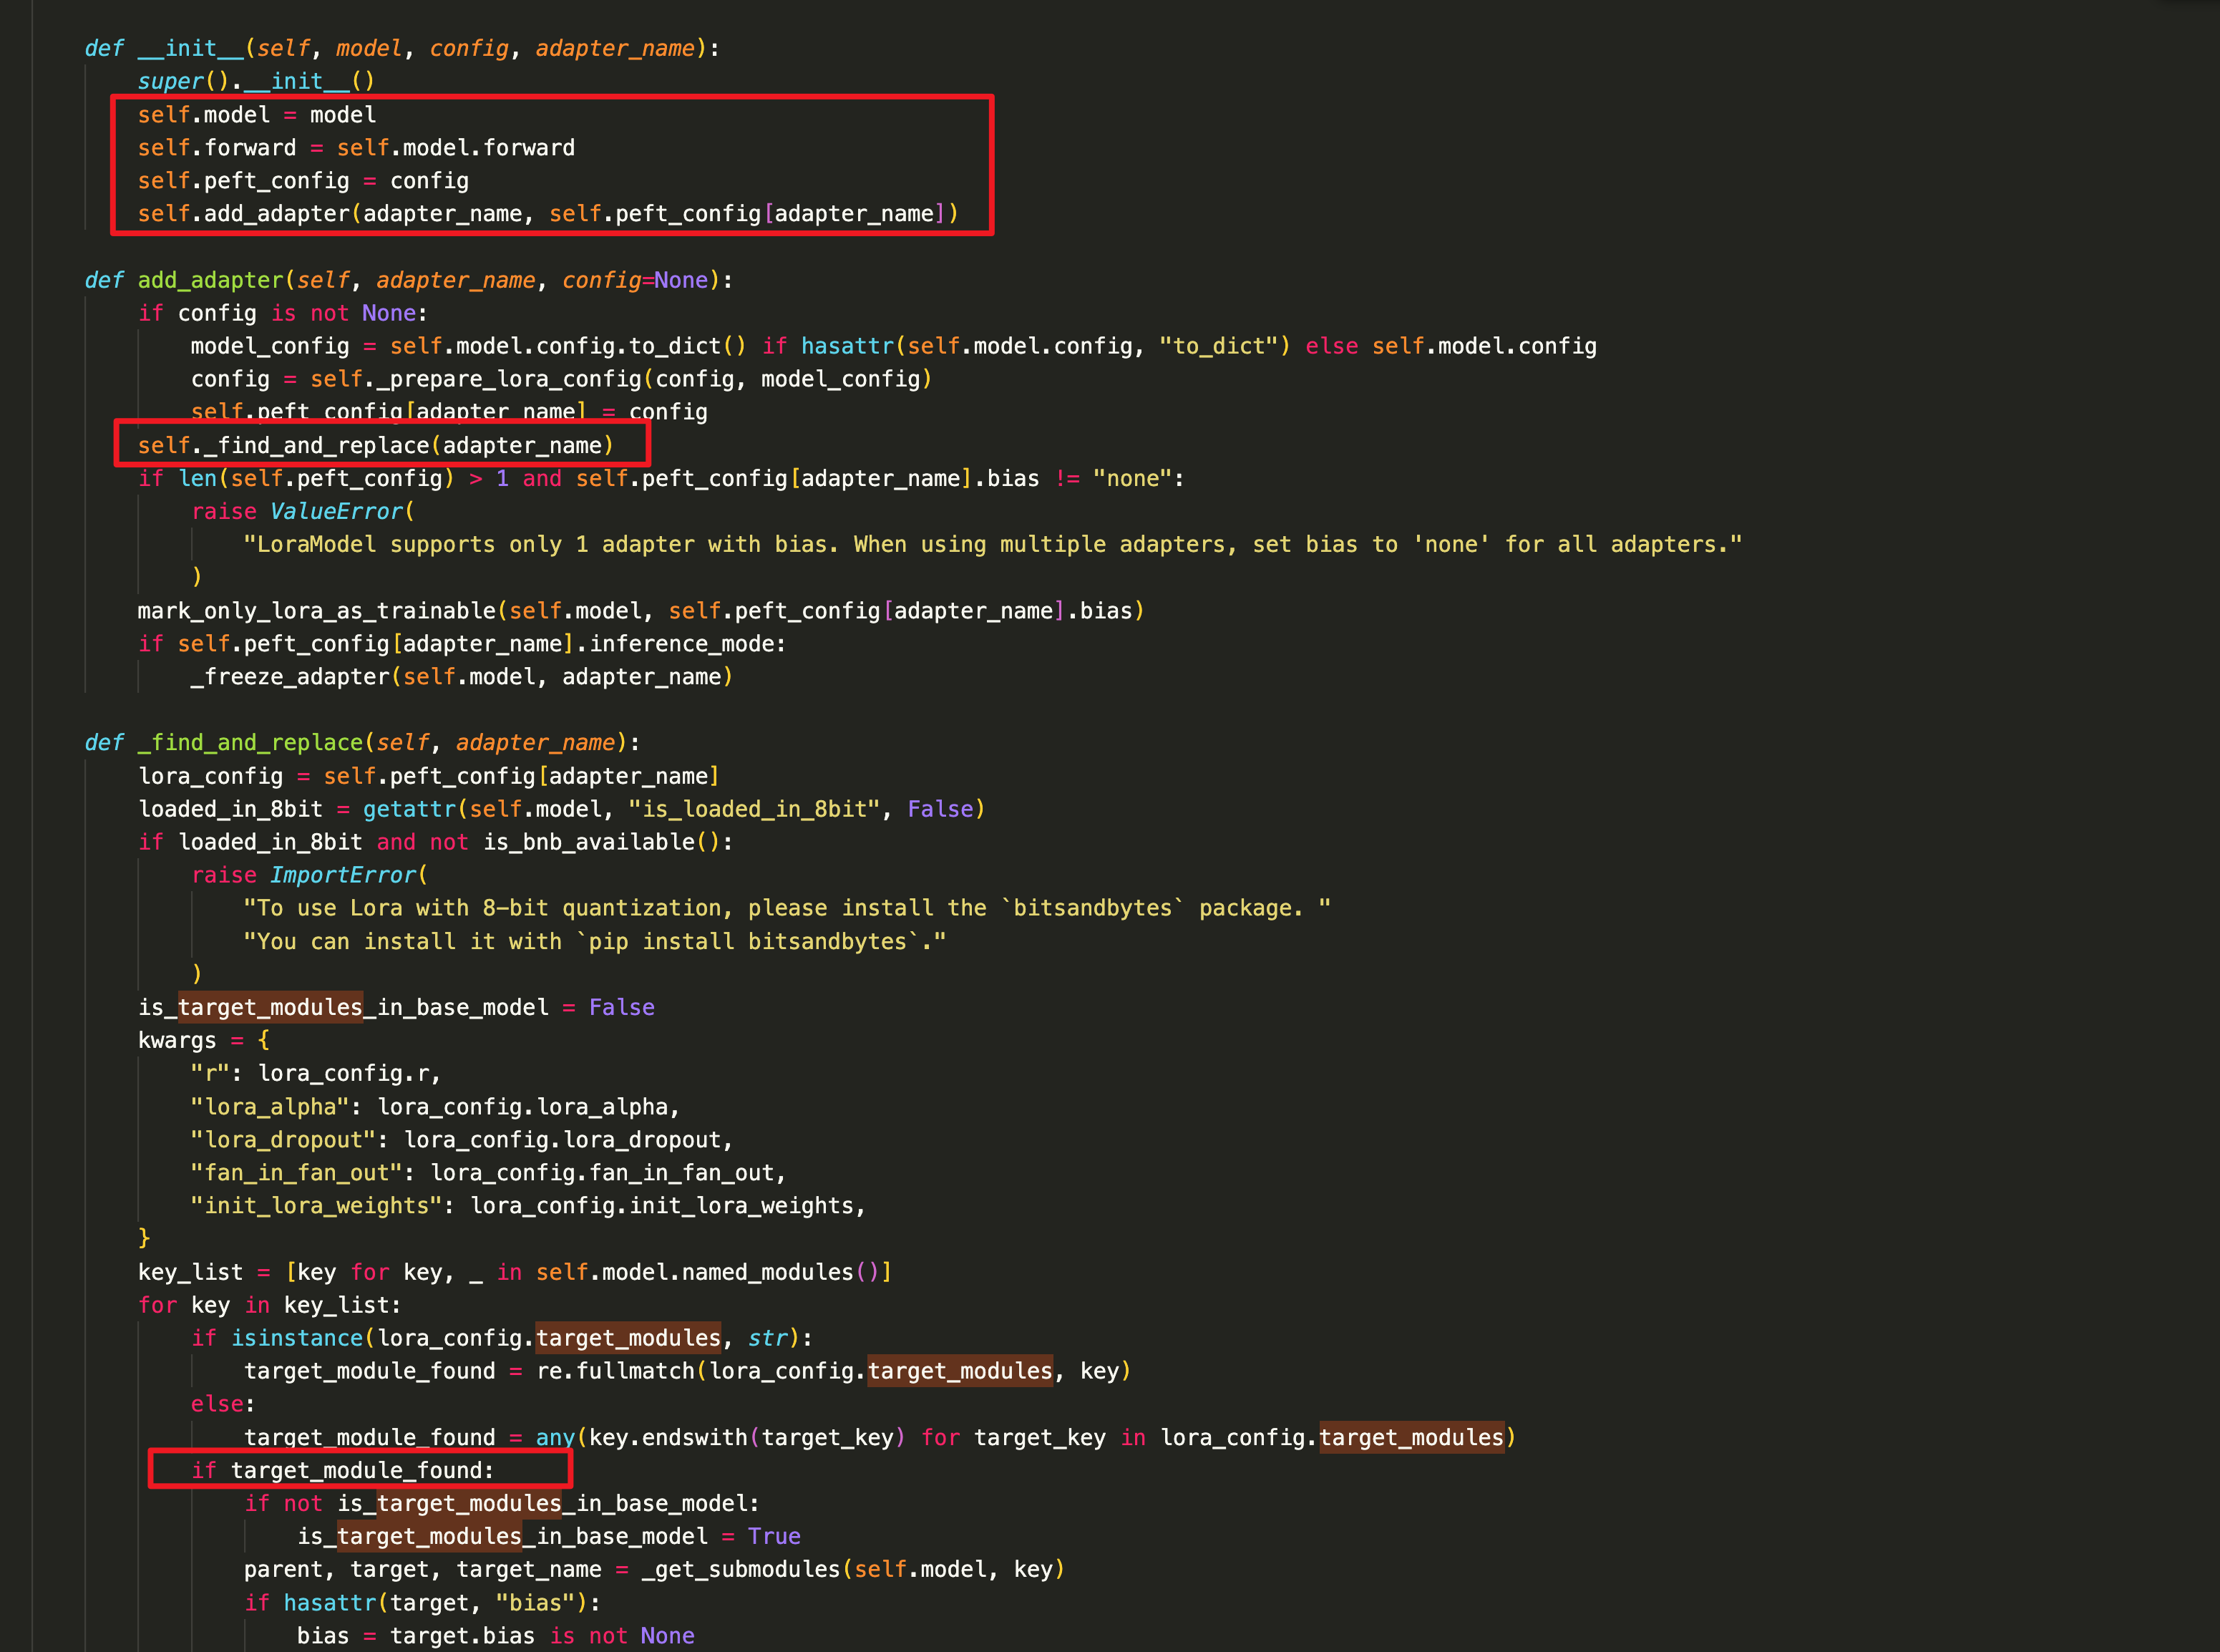 def __init__(self, model, config, adapter_name):
super().__init__()
self.model = model
self.forward = self.model.forward
self.peft_config = config
self.add_adapter(adapter_name, self.peft_config[adapter_name])
def add_adapter(self, adapter_name, config=None):
if config is not None:
model_config = self.model.config.to_dict() if hasattr(self.model.config, "to_dict") else self.model.config
config = self._prepare_lora_config(config, model_config)
self.peft_config[adapter_name] = config
self._find_and_replace(adapter_name)
if len(self.peft_config) > 1 and self.peft_config[adapter_name].bias != "none":
raise ValueError(
"LoraModel supports only 1 adapter with bias. When using multiple adapters, set bias to 'none' for all adapters."
)
mark_only_lora_as_trainable(self.model, self.peft_config[adapter_name].bias)
if self.peft_config[adapter_name].inference_mode:
_freeze_adapter(self.model, adapter_name)
def _find_and_replace(self, adapter_name):
lora_config = self.peft_config[adapter_name]
loaded_in_8bit = getattr(self.model, "is_loaded_in_8bit", False)
if loaded_in_8bit and not is_bnb_available():
raise ImportError(
"To use Lora with 8-bit quantization, please install the `bitsandbytes` package. "
"You can install it with `pip install bitsandbytes`."
)
is_target_modules_in_base_model = False
kwargs = {
"r": lora_config.r,
"lora_alpha": lora_config.lora_alpha,
"lora_dropout": lora_config.lora_dropout,
"fan_in_fan_out": lora_config.fan_in_fan_out,
"init_lora_weights": lora_config.init_lora_weights,
}
key_list = [key for key, _ in self.model.named_modules()]
for key in key_list:
if isinstance(lora_config.target_modules, str):
target_module_found = re.fullmatch(lora_config.target_modules, key)
else:
target_module_found = any(key.endswith(target_key) for target_key in lora_config.target_modules)
if target_module_found:
if not is_target_modules_in_base_model:
is_target_modules_in_base_model = True
parent, target, target_name = _get_submodules(self.model, key)
if hasattr(target, "bias"):
bias = target.bias is not None